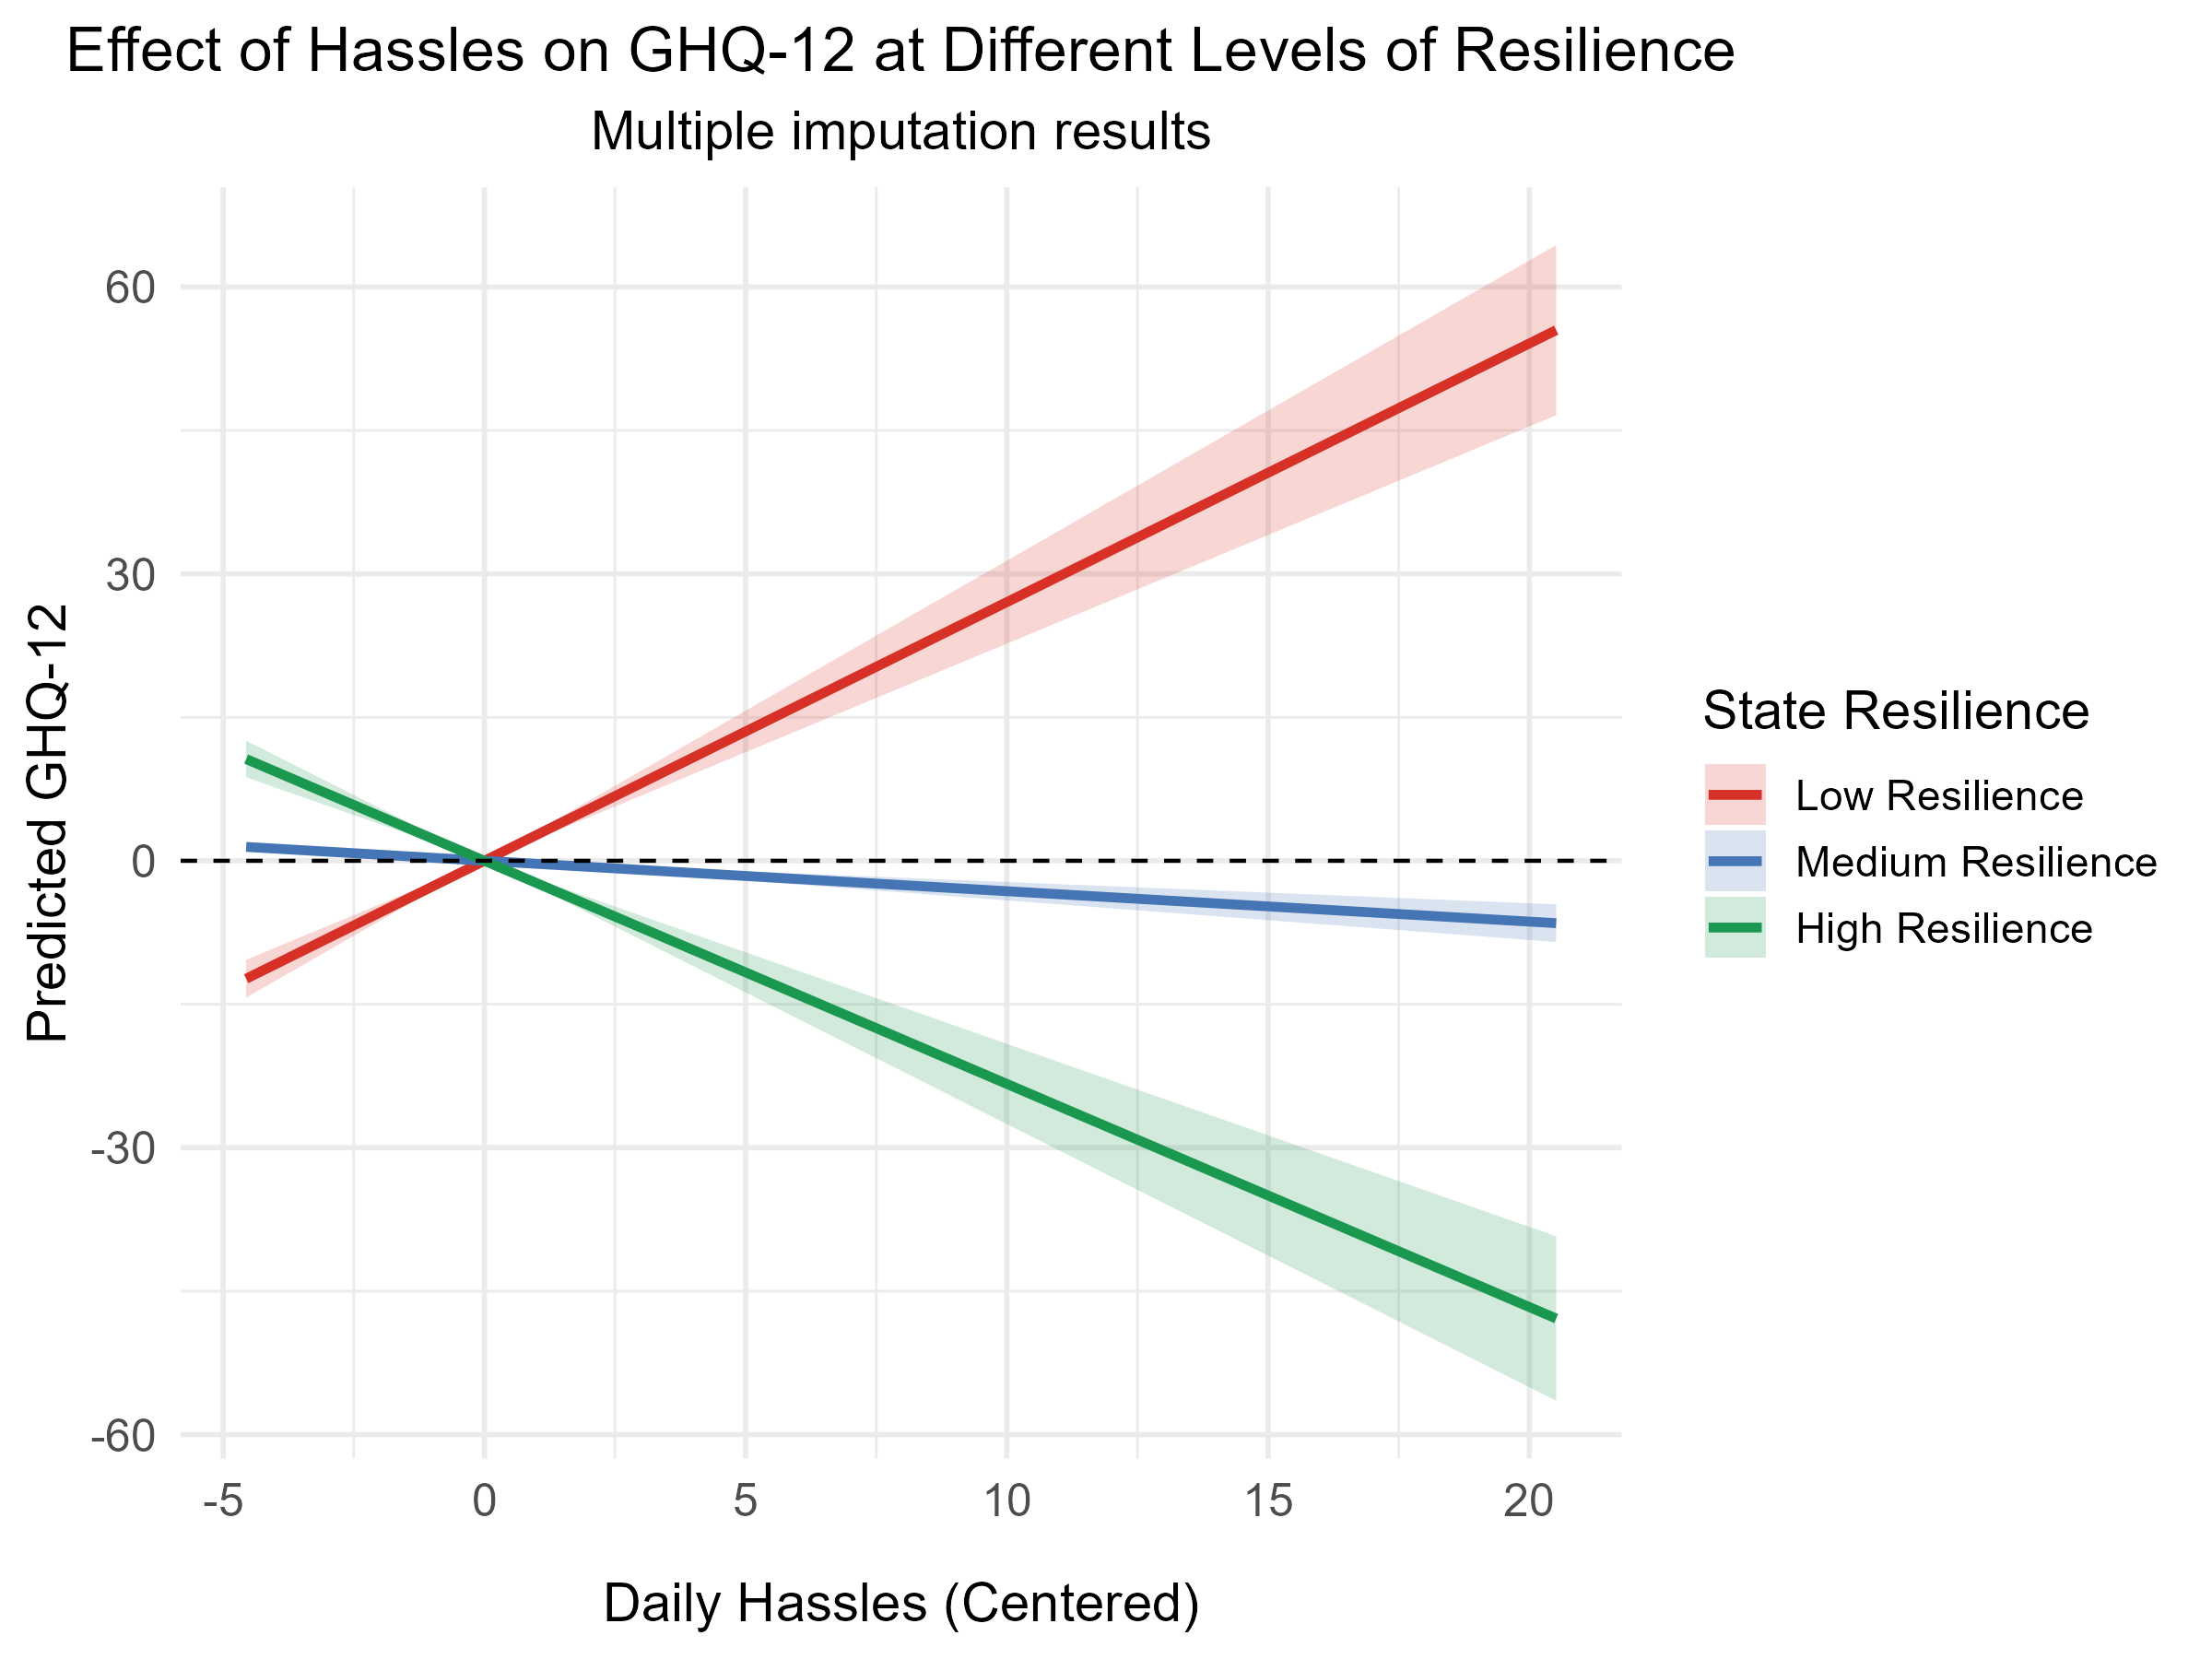 Effect of Hassles on GHQ-12 at Different Levels of Resilience
Multiple imputation results
Predicted GHQ-12
60
30
0
-30
-60
-5 0 5 10 15 20
Daily Hassles (Centered)
State Resilience
Low Resilience
Medium Resilience
High Resilience